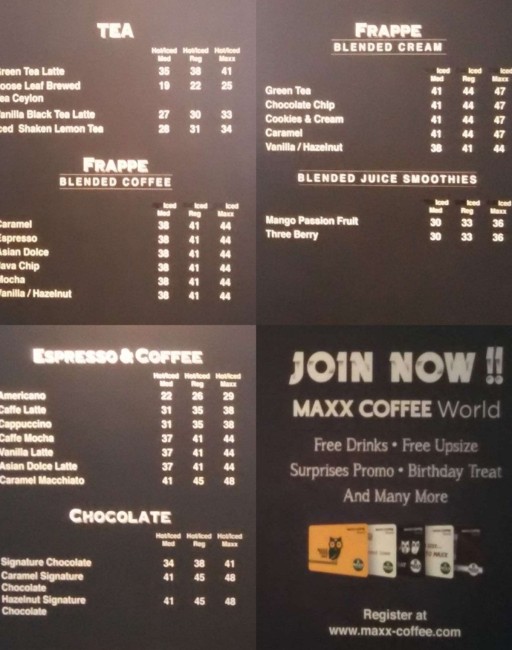 TEA
Hot/Iced Hot/Iced Hot/Iced
Med Reg Maxx
reen Tea Latte 35 38 41
oose Leaf Brewed 19 22 25
ea Ceylon
anilla Black Tea Latte 27 30 33
ced Shaken Lemon Tea 28 31 34
FRAPPE
BLENDED COFFEE
Iced Iced Iced
Med Reg Maxx
Caramel 38 41 44
Espresso 38 41 44
Asian Dolce 38 41 44
Java Chip 38 41 44
Mocha 38 41 44
Vanilla / Hazelnut 38 41 44
FRAPPE
BLENDED CREAM
Iced Iced Iced
Med Reg Maxx
Green Tea 41 44 47
Chocolate Chip 41 44 47
Cookies & Cream 41 44 47
Caramel 41 44 47
Vanilla / Hazelnut 38 41 44
BLENDED JUICE SMOOTHIES
Iced Iced Iced
Med Reg Maxx
Mango Passion Fruit 30 33 36
Three Berry 30 33 36
ESPRESSO & COFFEE
Hot/Iced Hot/Iced Hot/Iced
Med Reg Maxx
Americano 22 26 29
Caffe Latte 31 35 38
Cappuccino 31 35 38
Caffe Mocha 37 41 44
Vanilla Latte 37 41 44
Asian Dolce Latte 37 41 44
Caramel Macchiato 41 45 48
CHOCOLATE
Hot/Iced Hot/Iced Hot/Iced
Med Reg Maxx
Signature Chocolate 34 38 41
Caramel Signature 41 45 48
Chocolate
Hazelnut Signature 41 45 48
Chocolate
JOIN NOW !!
MAXX COFFEE World
Free Drinks • Free Upsize
Surprises Promo • Birthday Treat
And Many More
Register at
www.maxx-coffee.com